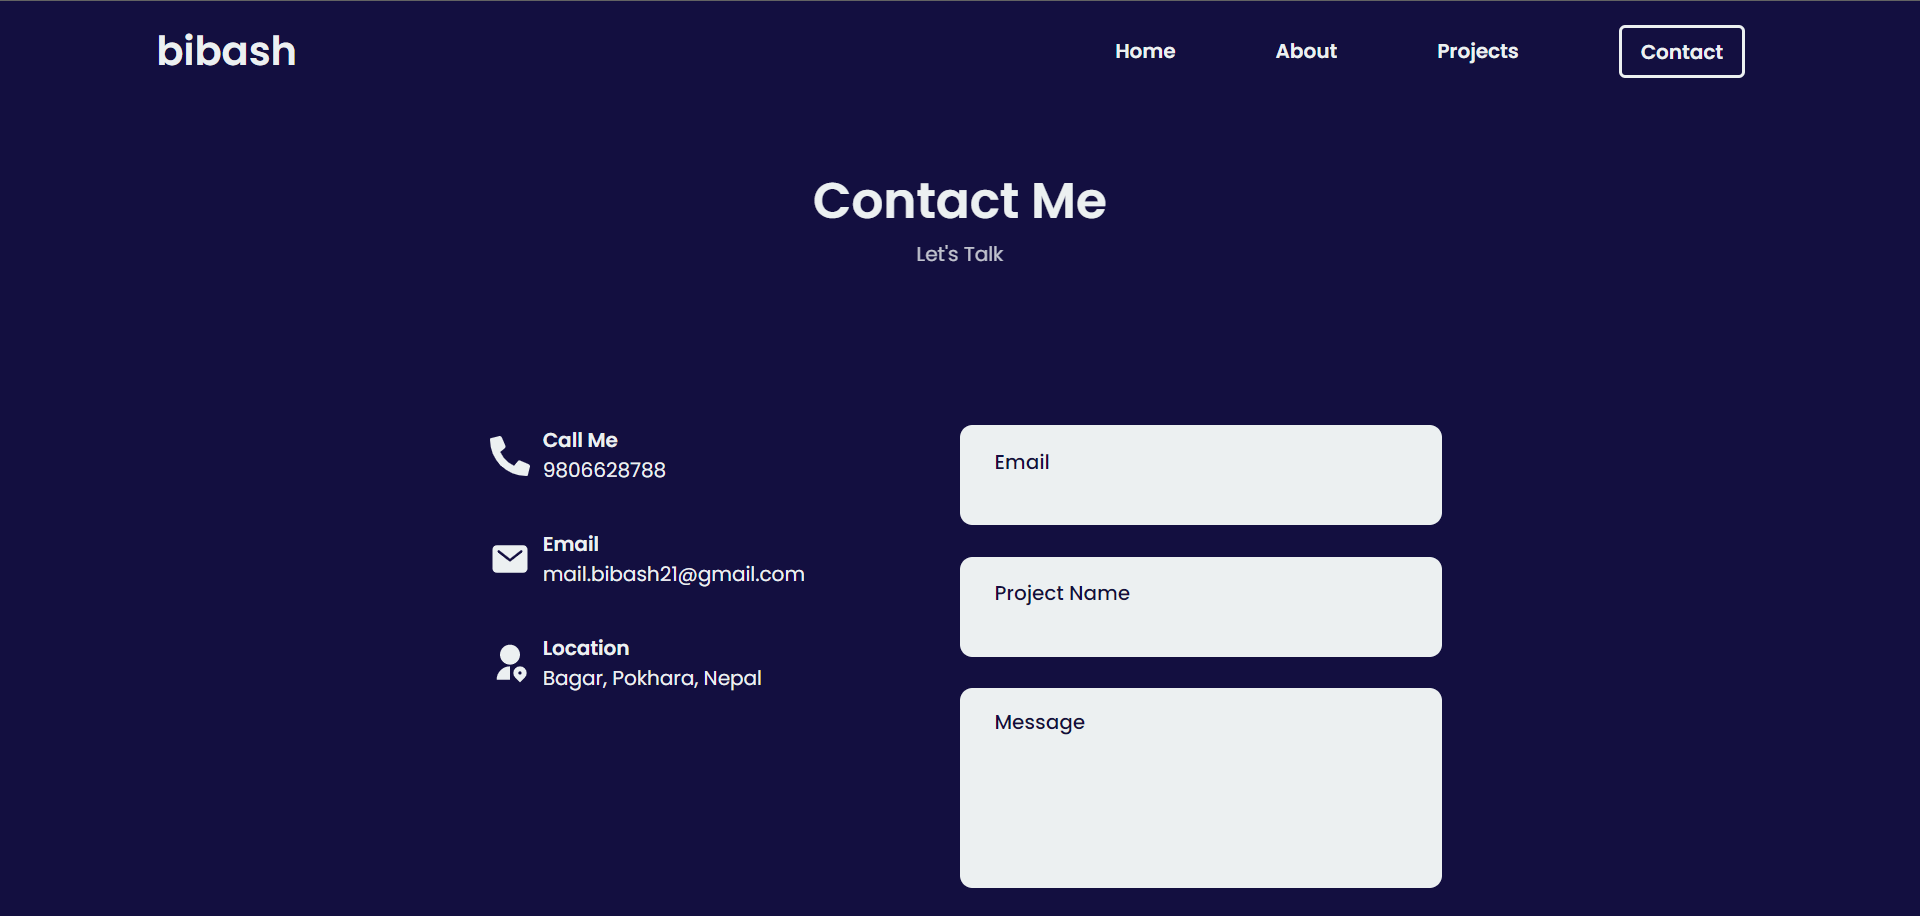 bibash
Home
About
Projects
Contact
Contact Me
Let's Talk
Call Me
9806628788
Email
mail.bibash21@gmail.com
Location
Bagar, Pokhara, Nepal
Email
Project Name
Message